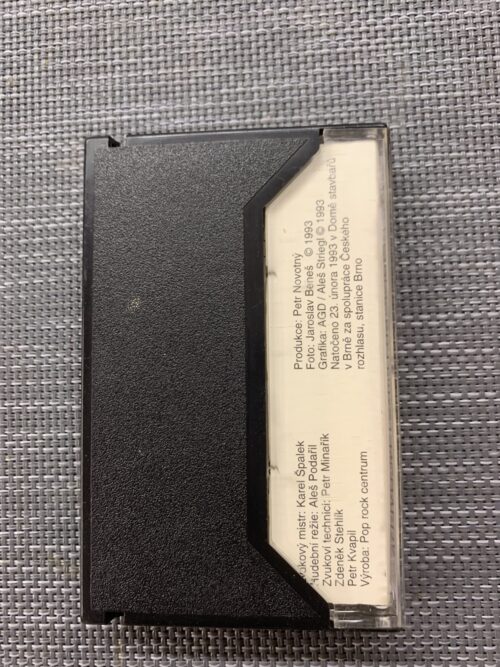 Zvukový mistr: Karel Špalek
Hudební režie: Aleš Podařil
Zvukoví technici: Petr Minařík
Zdeněk Stehlík
Petr Kvapil
Výroba: Pop rock centrum
Produkce: Petr Novotný
Foto: Jaroslav Beneš © 1993
Grafika: AGD / Aleš Striegl © 1993
Natočeno 23. února 1993 v Domě stavbařů
v Brně za spolupráce Českého
rozhlasu, stanice Brno